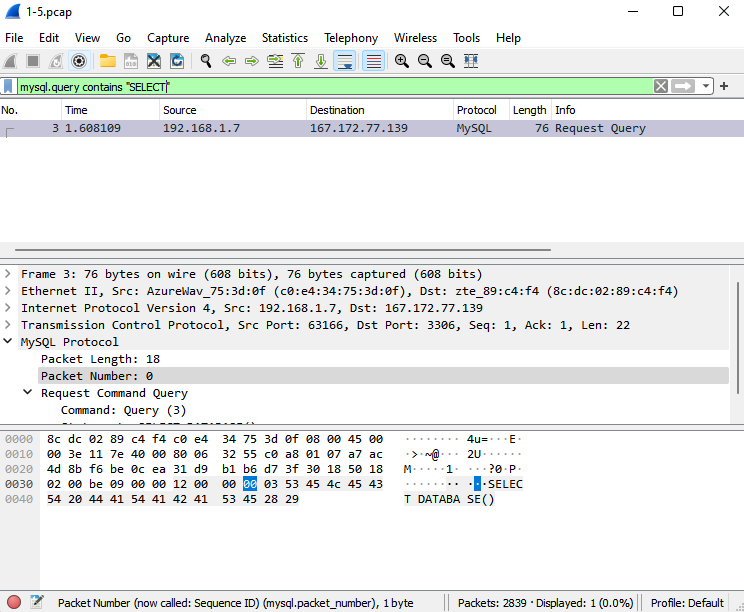 1-5.pcap
File Edit View Go Capture Analyze Statistics Telephony Wireless Tools Help
mysql.query contains "SELECT"
No. Time Source Destination Protocol Length Info
3 1.608109 192.168.1.7 167.172.77.139 MySQL 76 Request Query
Frame 3: 76 bytes on wire (608 bits), 76 bytes captured (608 bits)
Ethernet II, Src: AzureWav_75:3d:0f (c0:e4:34:75:3d:0f), Dst: zte_89:c4:f4 (8c:dc:02:89:c4:f4)
Internet Protocol Version 4, Src: 192.168.1.7, Dst: 167.172.77.139
Transmission Control Protocol, Src Port: 63166, Dst Port: 3306, Seq: 1, Ack: 1, Len: 22
MySQL Protocol
Packet Length: 18
Packet Number: 0
Request Command Query
Command: Query (3)
0000 8c dc 02 89 c4 f4 c0 e4 34 75 3d 0f 08 00 45 00 ········ 4u=···E·
0010 00 3e 11 7e 40 00 80 06 32 55 c0 a8 01 07 a7 ac ·>·~@··· 2U······
0020 4d 8b f6 be 0c ea 31 d9 b1 b6 d7 3f 30 18 50 18 M·····1· ···?0·P·
0030 02 00 be 09 00 00 12 00 00 00 03 53 45 4c 45 43 ········ ···SELEC
0040 54 20 44 41 54 41 42 41 53 45 28 29 T DATABA SE()
Packet Number (now called: Sequence ID) (mysql.packet_number), 1 byte
Packets: 2839 · Displayed: 1 (0.0%)
Profile: Default